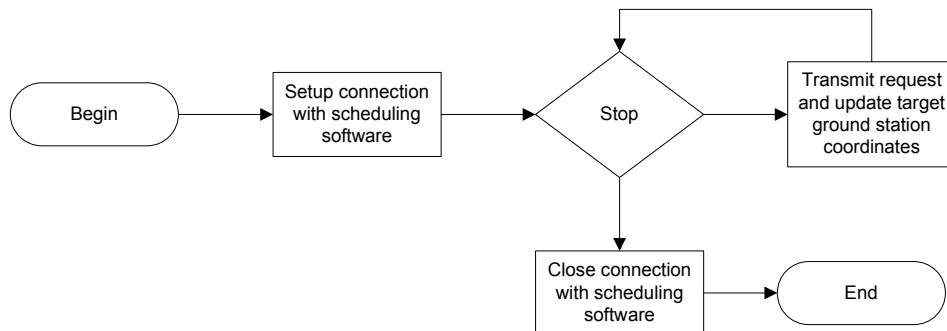 Begin
Setup connection
with scheduling
software
Stop
Transmit request
and update target
ground station
coordinates
Close connection
with scheduling
software
End